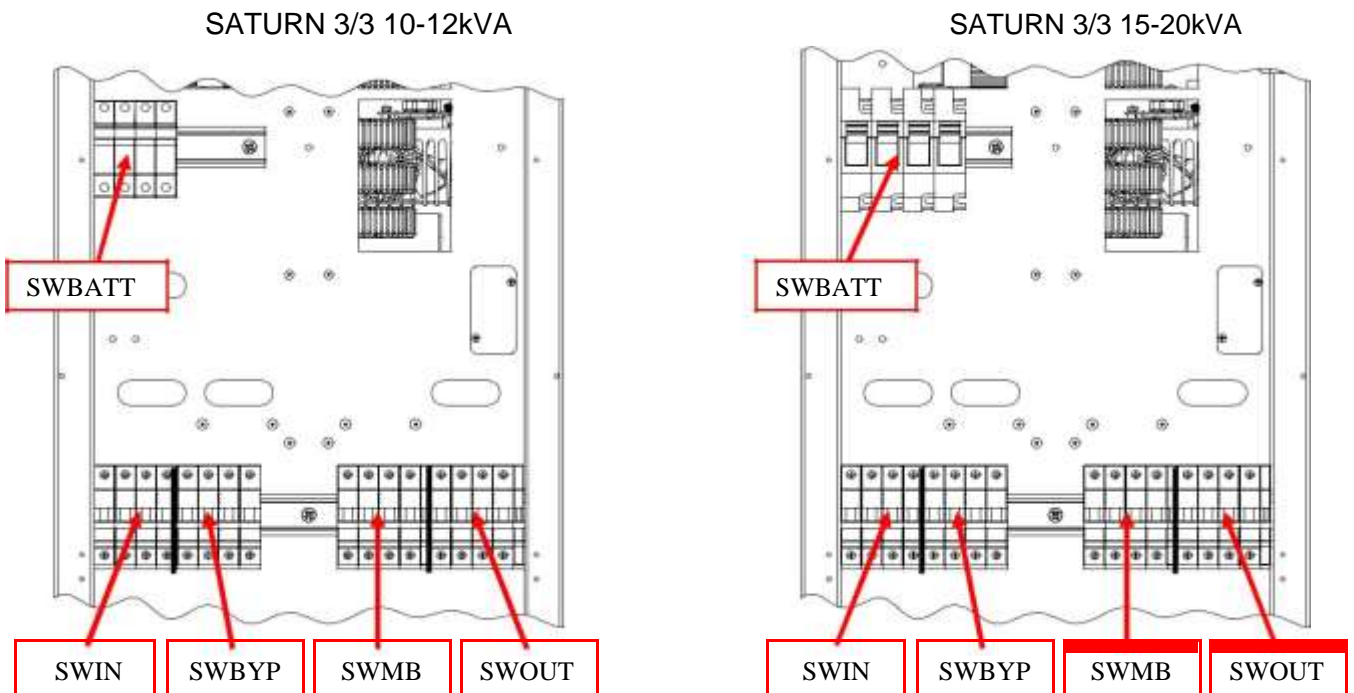 SATURN 3/3 10-12kVA
SATURN 3/3 15-20kVA
SWBATT
SWBATT
SWIN SWBYP SWMB SWOUT
SWIN SWBYP SWMB SWOUT